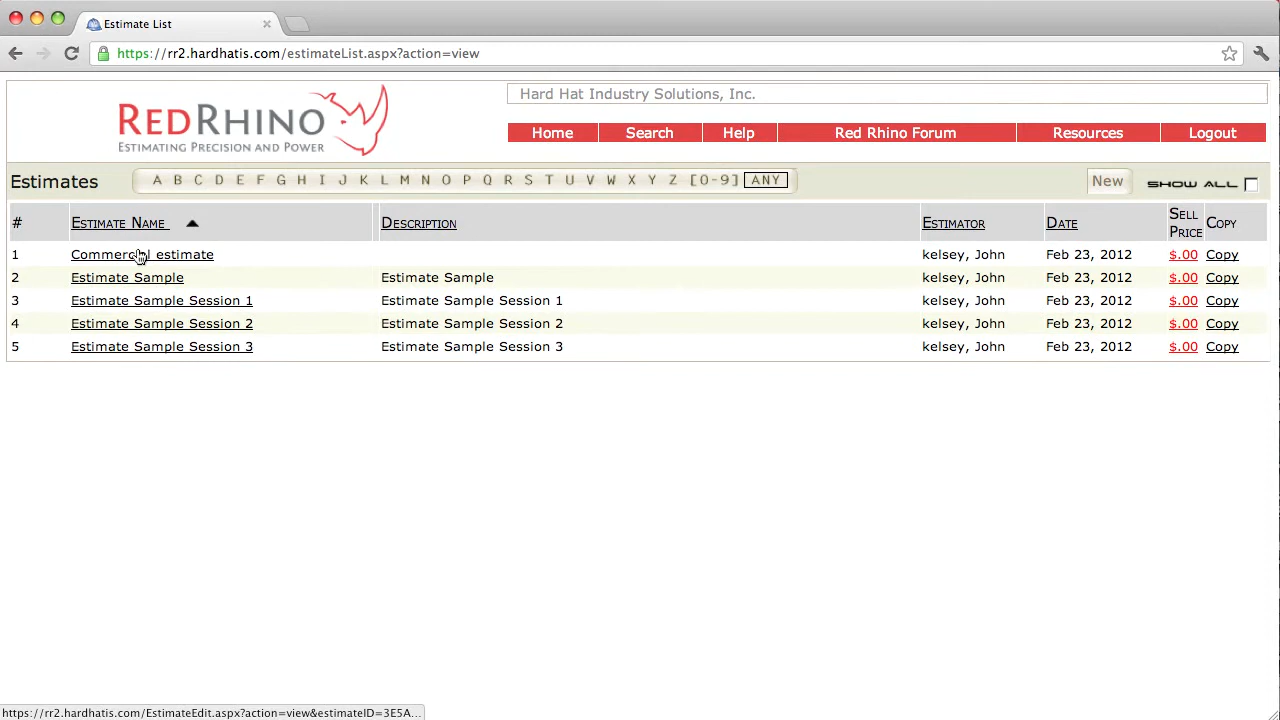 Estimate List
https://rr2.hardhatis.com/estimateList.aspx?action=view
REDRHINO
ESTIMATING PRECISION AND POWER
Hard Hat Industry Solutions, Inc.
Home Search Help Red Rhino Forum Resources Logout
Estimates A B C D E F G H I J K L M N O P Q R S T U V W X Y Z [0-9] ANY New SHOW ALL
# ESTIMATE NAME DESCRIPTION ESTIMATOR DATE SELL PRICE COPY
1 Commercial estimate kelsey, John Feb 23, 2012 $.00 Copy
2 Estimate Sample Estimate Sample kelsey, John Feb 23, 2012 $.00 Copy
3 Estimate Sample Session 1 Estimate Sample Session 1 kelsey, John Feb 23, 2012 $.00 Copy
4 Estimate Sample Session 2 Estimate Sample Session 2 kelsey, John Feb 23, 2012 $.00 Copy
5 Estimate Sample Session 3 Estimate Sample Session 3 kelsey, John Feb 23, 2012 $.00 Copy
https://rr2.hardhatis.com/EstimateEdit.aspx?action=view&estimateID=3E5A...